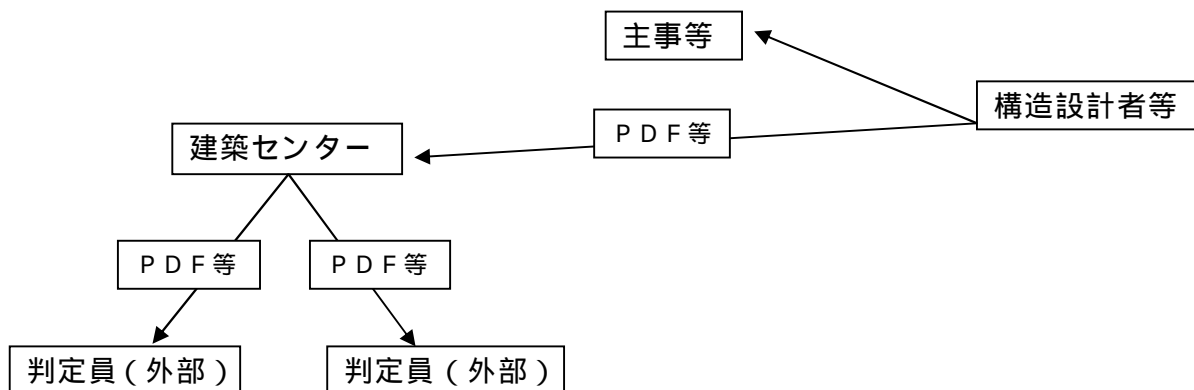 主事等
構造設計者等
ＰＤＦ等
建築センター
ＰＤＦ等
ＰＤＦ等
判定員（外部）
判定員（外部）